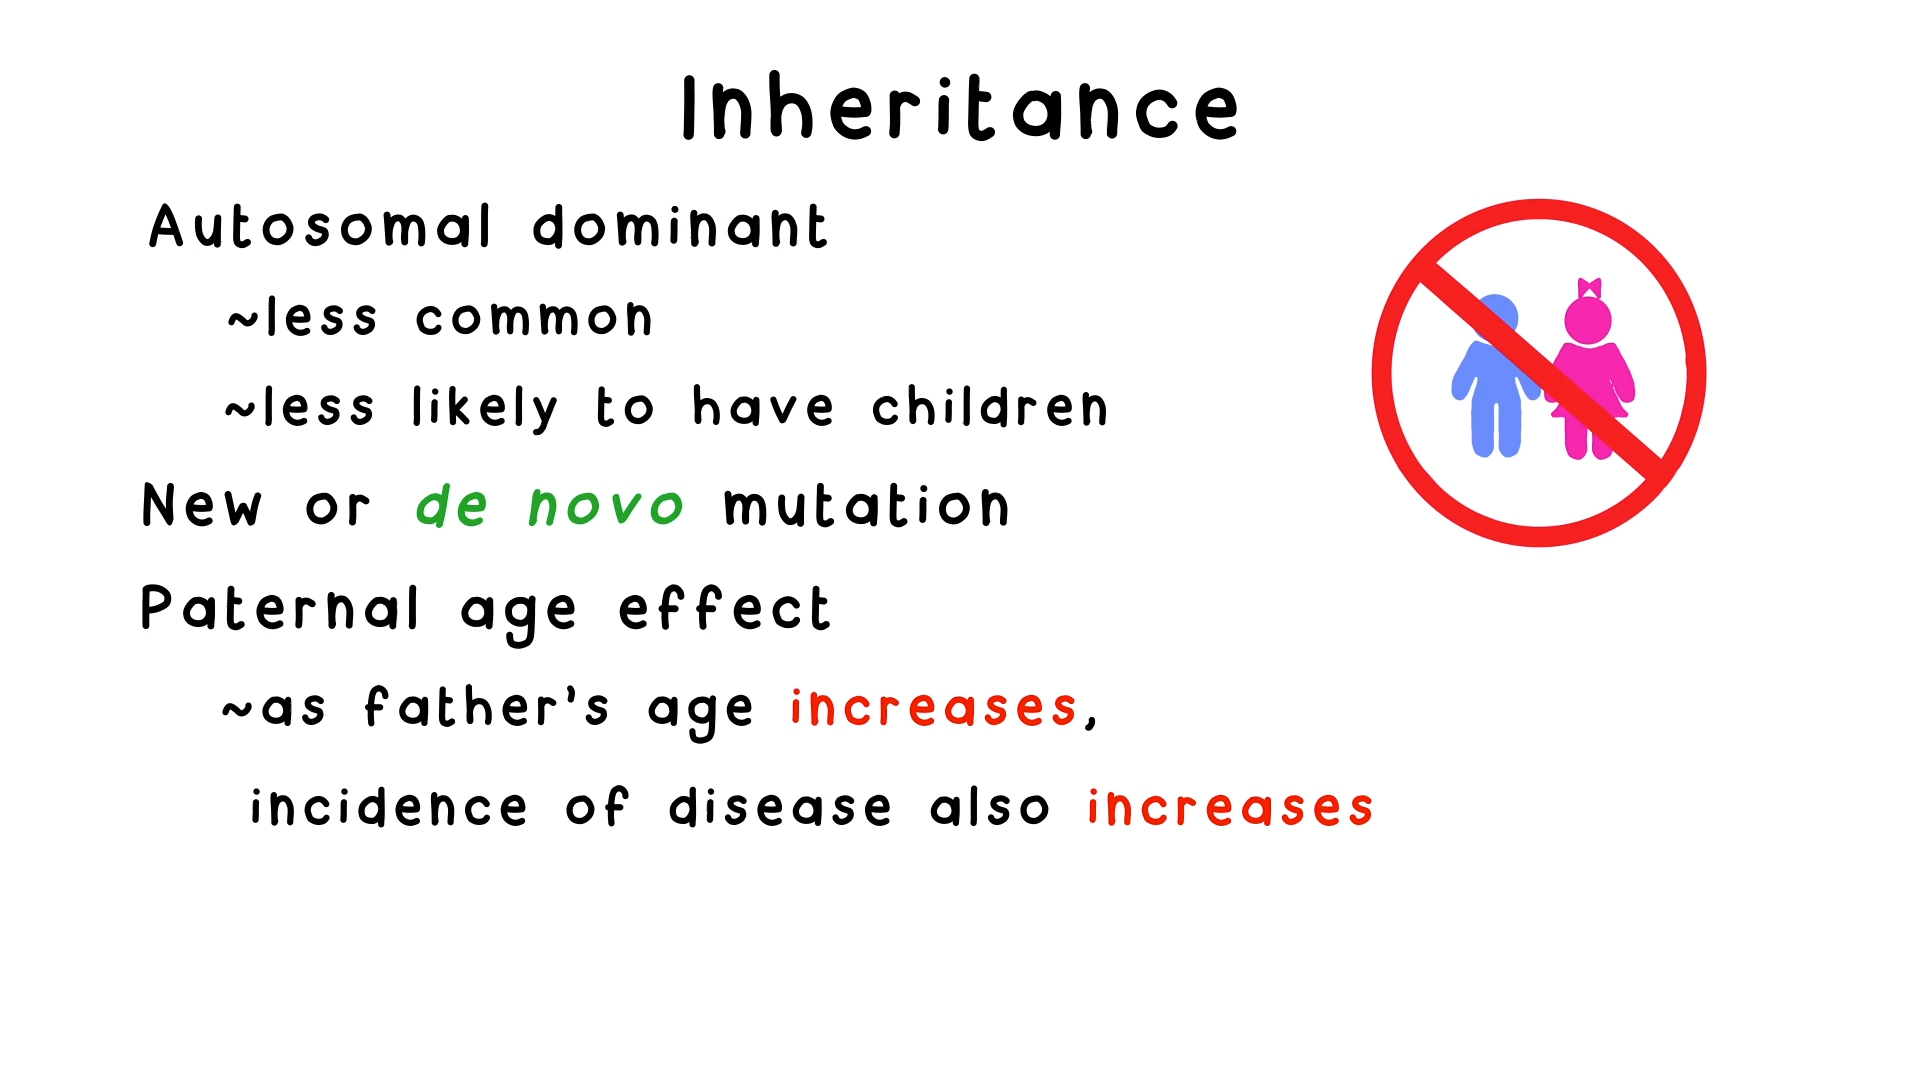 Inheritance
Autosomal dominant
~less common
~less likely to have children
New or de novo mutation
Paternal age effect
~as father's age increases,
incidence of disease also increases